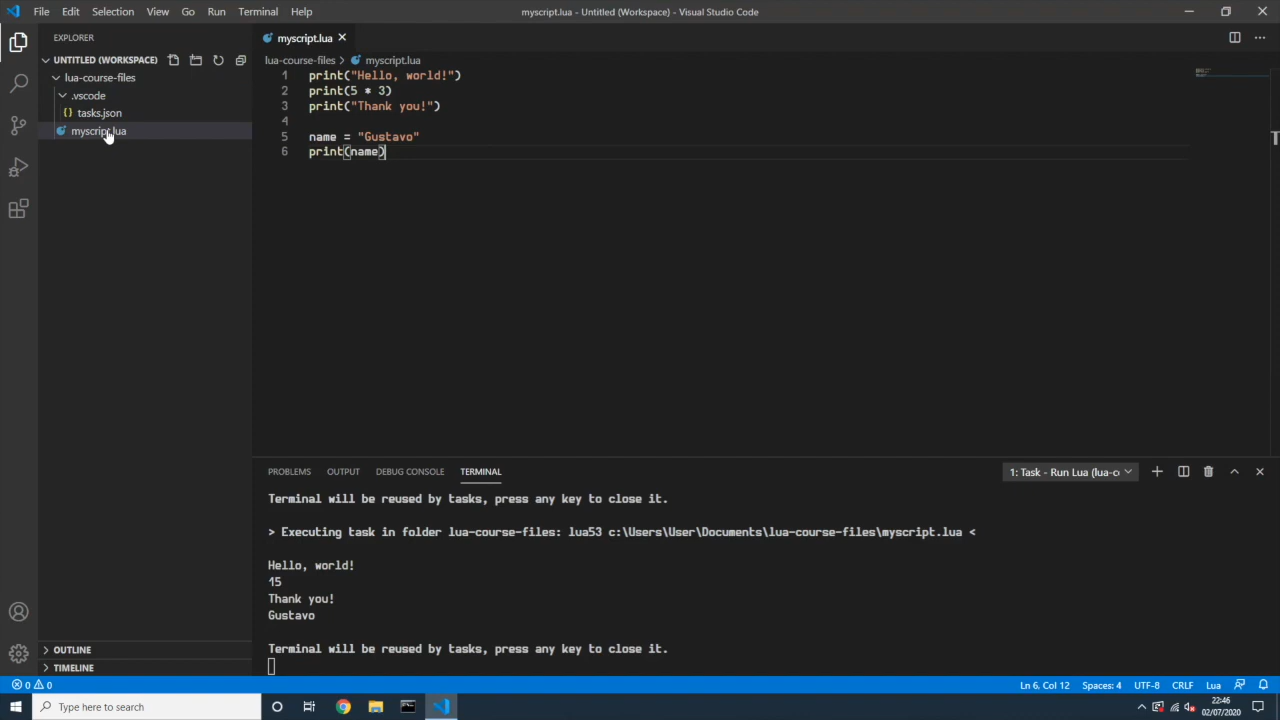 File Edit Selection View Go Run Terminal Help
myscript.lua - Untitled (Workspace) - Visual Studio Code
EXPLORER
UNTITLED (WORKSPACE)
lua-course-files
.vscode
{} tasks.json
myscript.lua
OUTLINE
TIMELINE
myscript.lua
lua-course-files > myscript.lua
1 print("Hello, world!")
2 print(5 * 3)
3 print("Thank you!")
4
5 name = "Gustavo"
6 print(name)
PROBLEMS OUTPUT DEBUG CONSOLE TERMINAL
1: Task - Run Lua (lua-c
Terminal will be reused by tasks, press any key to close it.
> Executing task in folder lua-course-files: lua53 c:\Users\User\Documents\lua-course-files\myscript.lua <
Hello, world!
15
Thank you!
Gustavo
Terminal will be reused by tasks, press any key to close it.
0 0
Ln 6, Col 12 Spaces: 4 UTF-8 CRLF Lua
Type here to search
22:46
02/07/2020